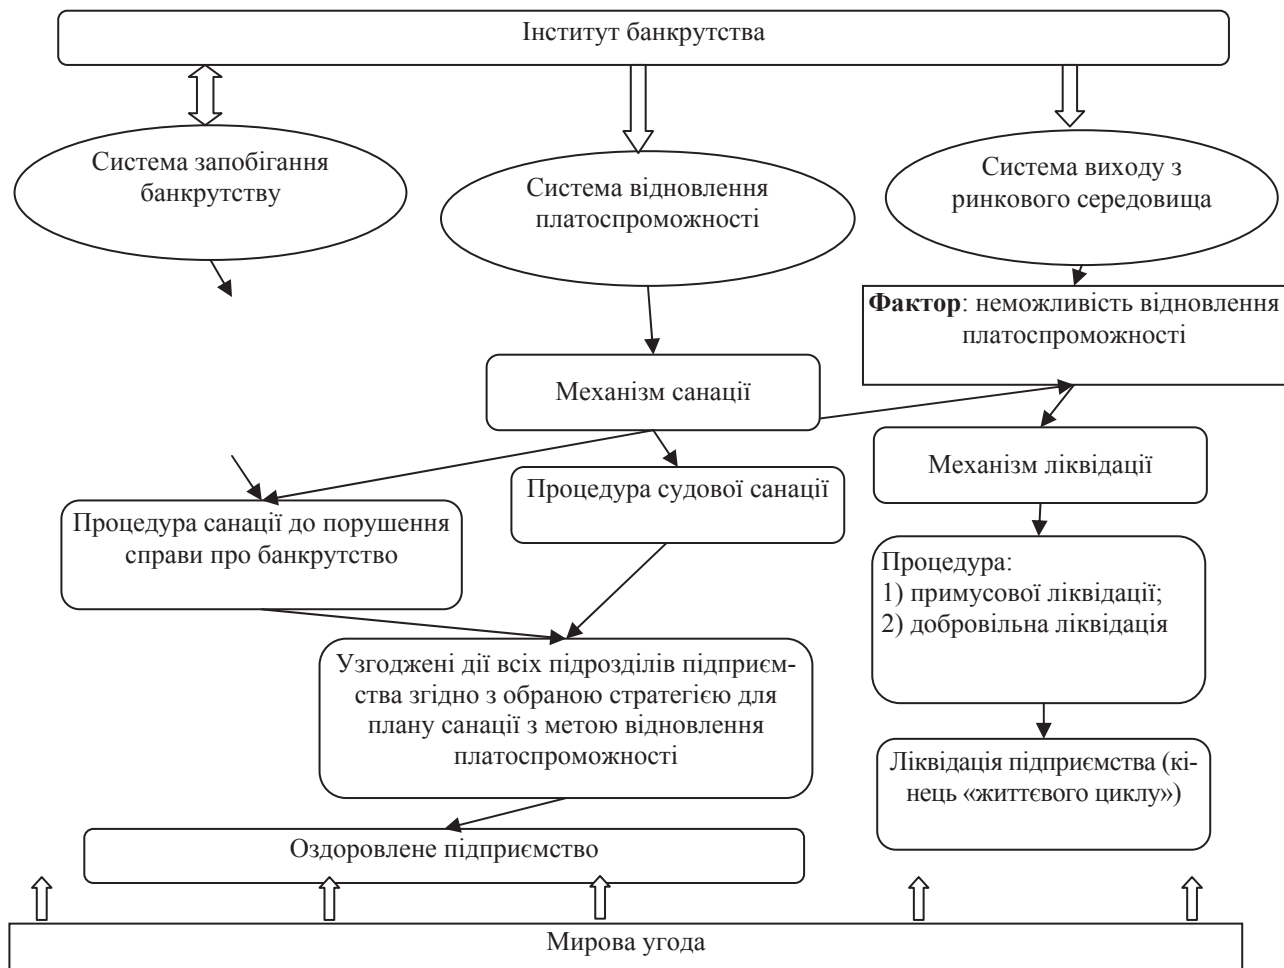 Інститут банкрутства
Система запобігання
банкрутству
Система відновлення
платоспроможності
Система виходу з
ринкового середовища
Фактор: неможливість відновлення
платоспроможності
Механізм санації
Механізм ліквідації
Процедура судової санації
Процедура санації до порушення
справи про банкрутство
Процедура:
1) примусової ліквідації;
2) добровільна ліквідація
Узгоджені дії всіх підрозділів підприєм-
ства згідно з обраною стратегією для
плану санації з метою відновлення
платоспроможності
Ліквідація підприємства (кі-
нець «життєвого циклу»)
Оздоровлене підприємство
Мирова угода